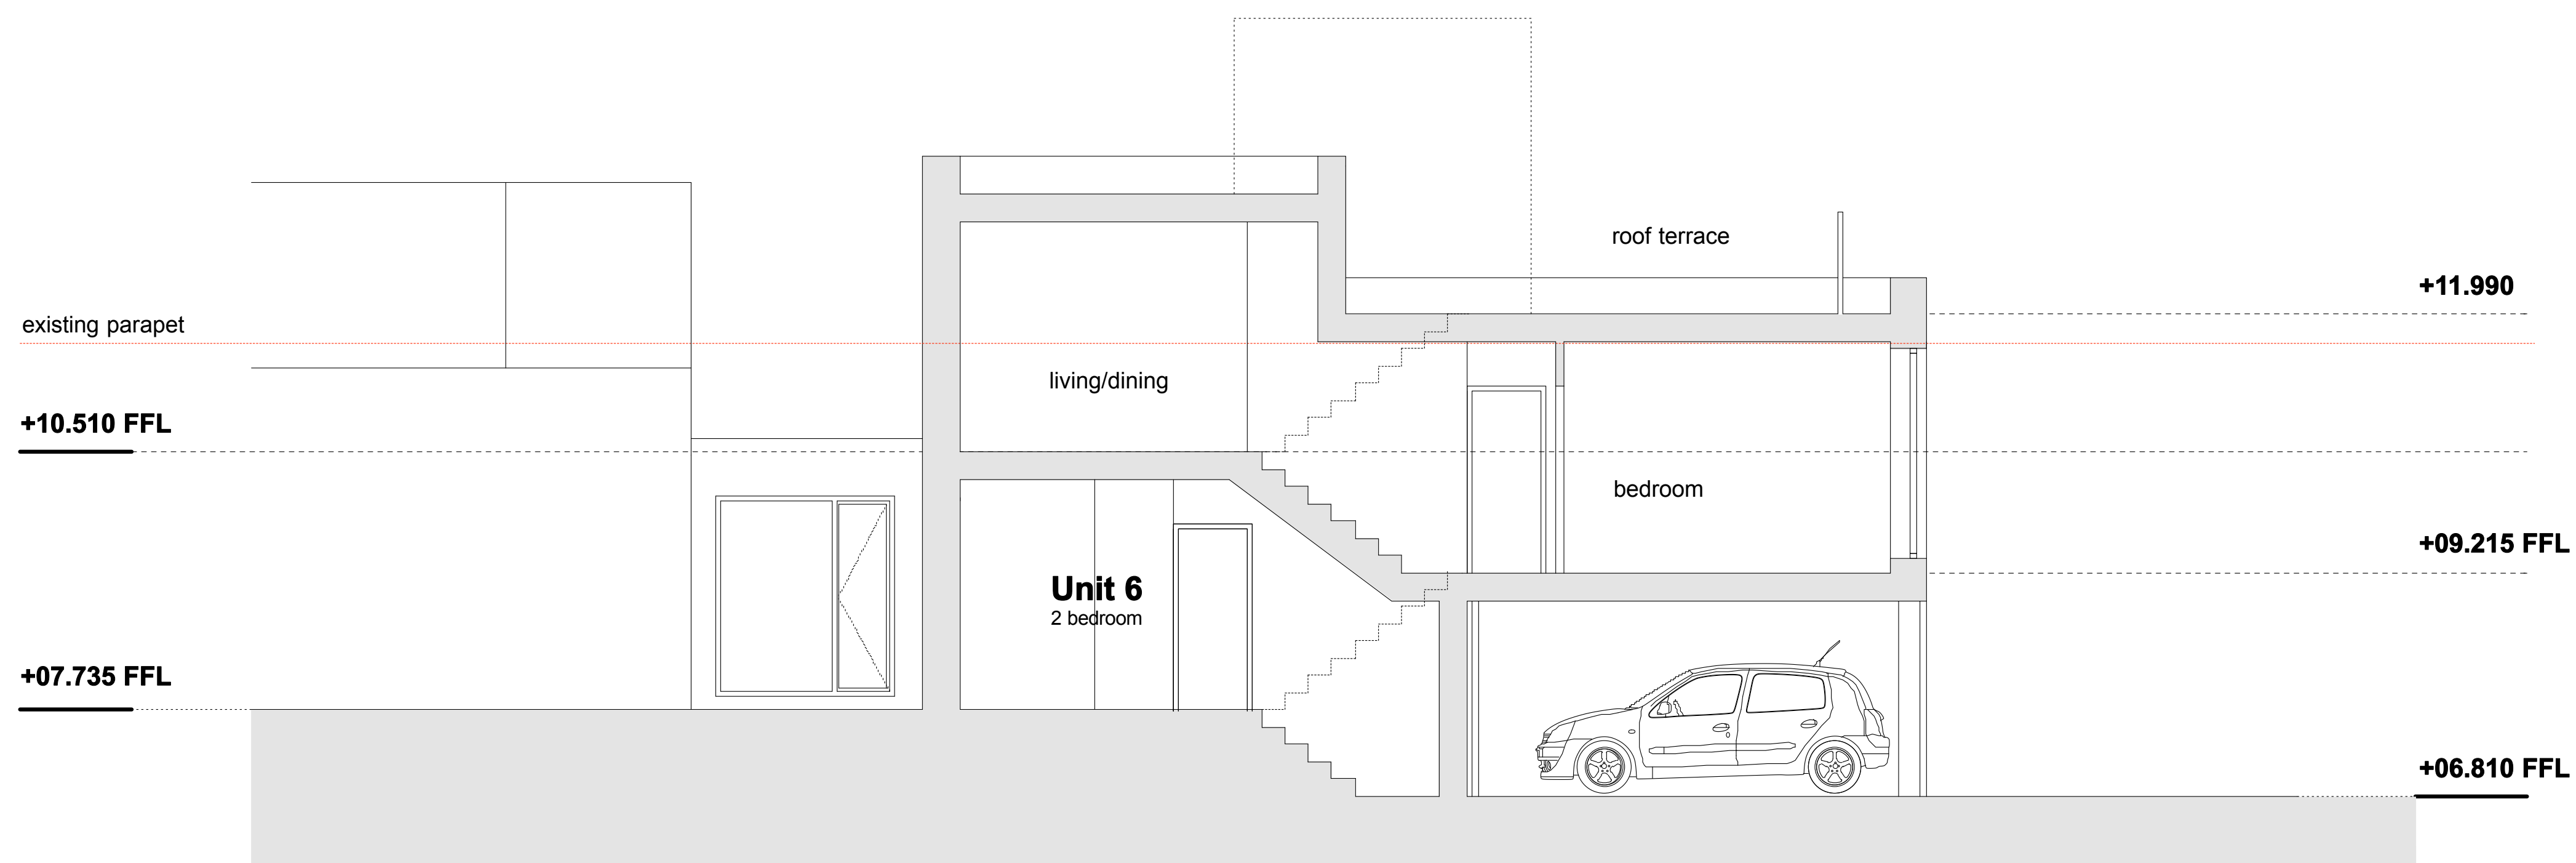 roof terrace
+11.990
existing parapet
living/dining
+10.510 FFL
bedroom
+09.215 FFL
Unit 6
2 bedroom
+07.735 FFL
+06.810 FFL